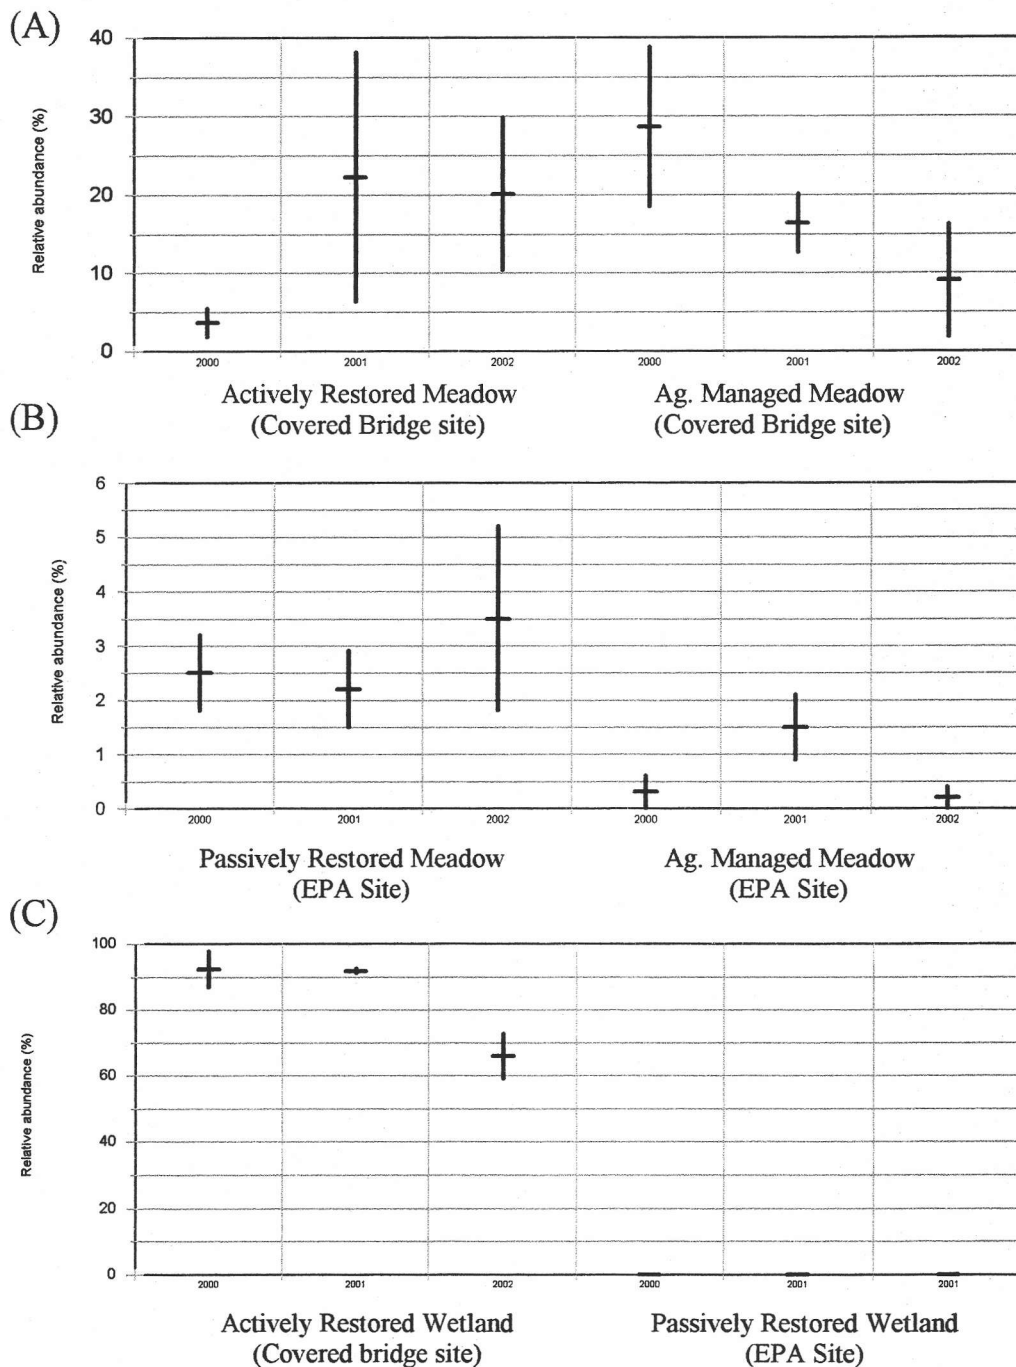 (A)
Relative abundance (%)
40
30
20
10
0
2000 2001 2002 2000 2001 2002
Actively Restored Meadow Ag. Managed Meadow
(Covered Bridge site) (Covered Bridge site)
(B)
Relative abundance (%)
6
5
4
3
2
1
0
2000 2001 2002 2000 2001 2002
Passively Restored Meadow Ag. Managed Meadow
(EPA Site) (EPA Site)
(C)
Relative abundance (%)
100
80
60
40
20
0
2000 2001 2002 2000 2001 2001
Actively Restored Wetland Passively Restored Wetland
(Covered bridge site) (EPA Site)